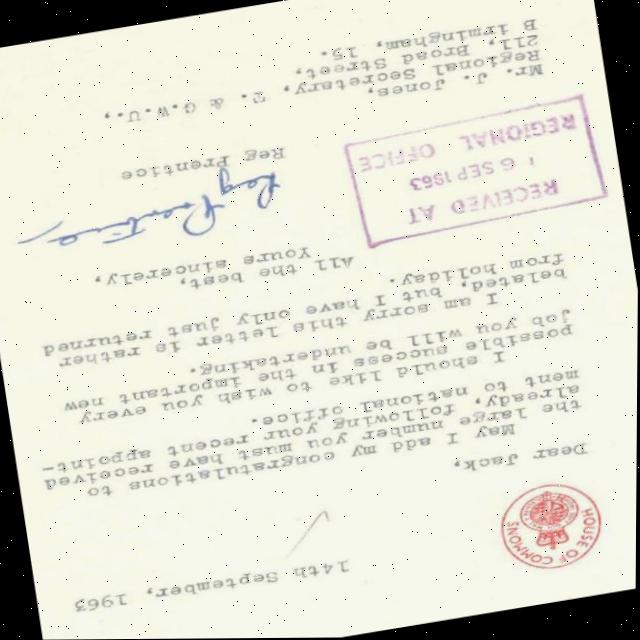 HOUSE OF COMMONS
14th September, 1963
Dear Jack,
May I add my congratulations to
the large number you must have received
already, following your recent appoint-
ment to national office.
I should like to wish you every
possible success in the important new
job you will be undertaking.
I am sorry this letter is rather
belated, but I have only just returned
from holiday.
All the best,
Yours sincerely,
Reg Prentice
Reg Prentice
RECEIVED AT
16 SEP 1963
REGIONAL OFFICE
Mr. J. Jones,
Regional Secretary, T. & G.W.U.,
211, Broad Street,
B irmingham, 15.